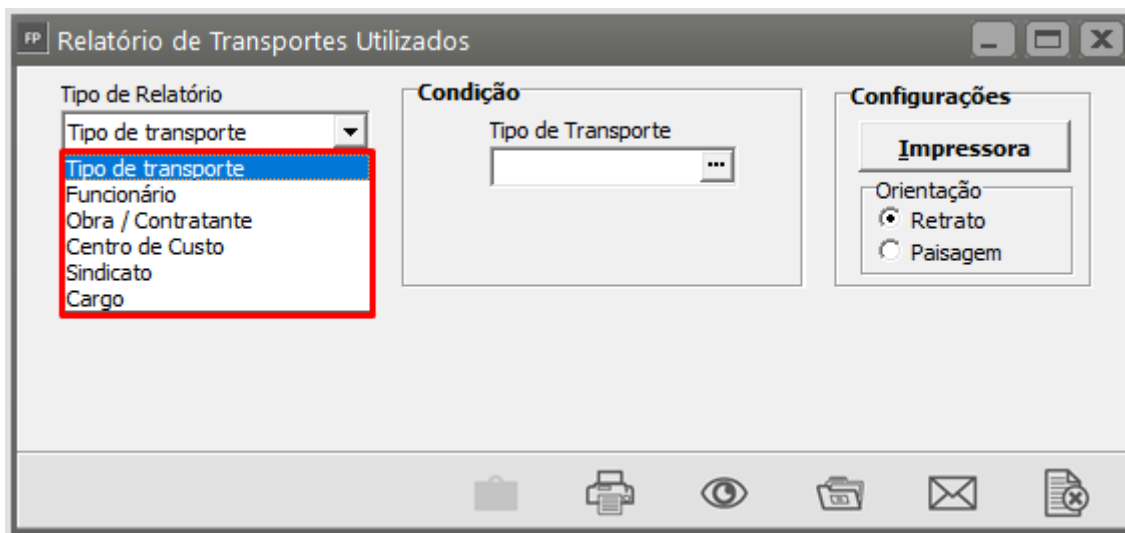 FP Relatório de Transportes Utilizados
Tipo de Relatório
Tipo de transporte
Tipo de transporte
Funcionário
Obra / Contratante
Centro de Custo
Sindicato
Cargo
Condição
Tipo de Transporte
...
Configurações
Impressora
Orientação
Retrato
Paisagem